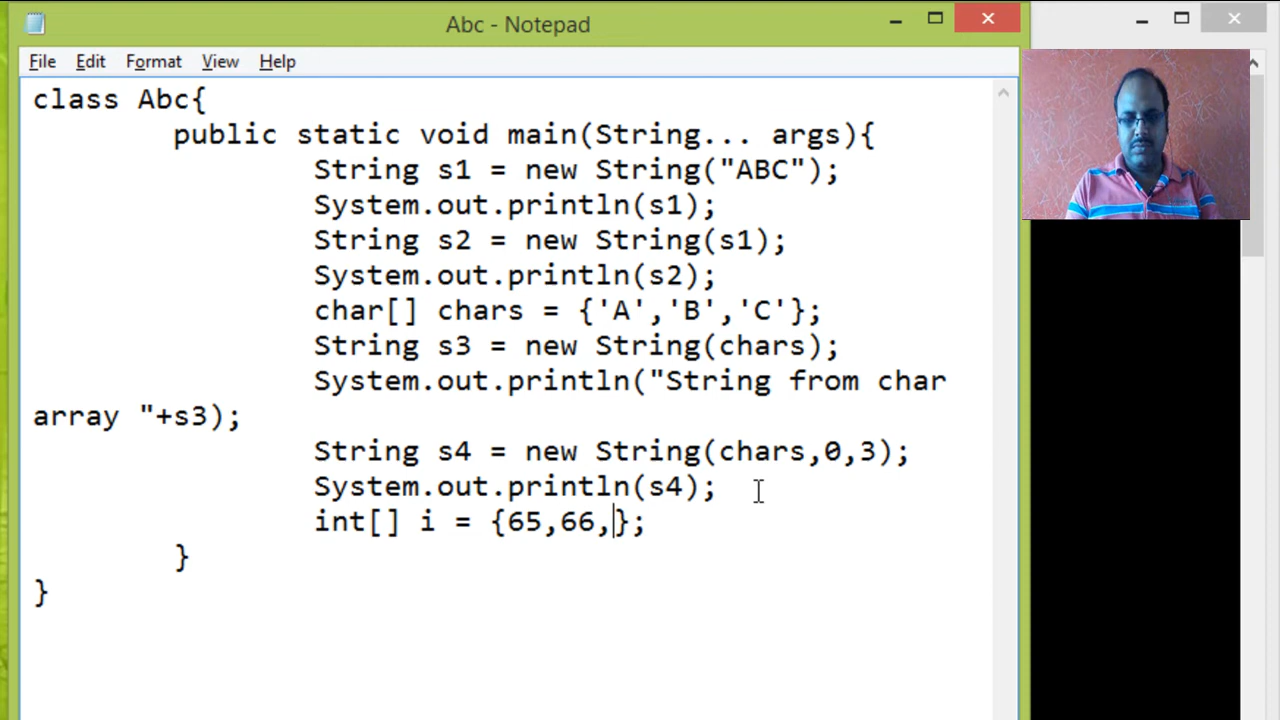 Abc - Notepad
File Edit Format View Help
class Abc{
public static void main(String... args){
String s1 = new String("ABC");
System.out.println(s1);
String s2 = new String(s1);
System.out.println(s2);
char[] chars = {'A','B','C'};
String s3 = new String(chars);
System.out.println("String from char
array "+s3);
String s4 = new String(chars,0,3);
System.out.println(s4);
int[] i = {65,66,};
}
}